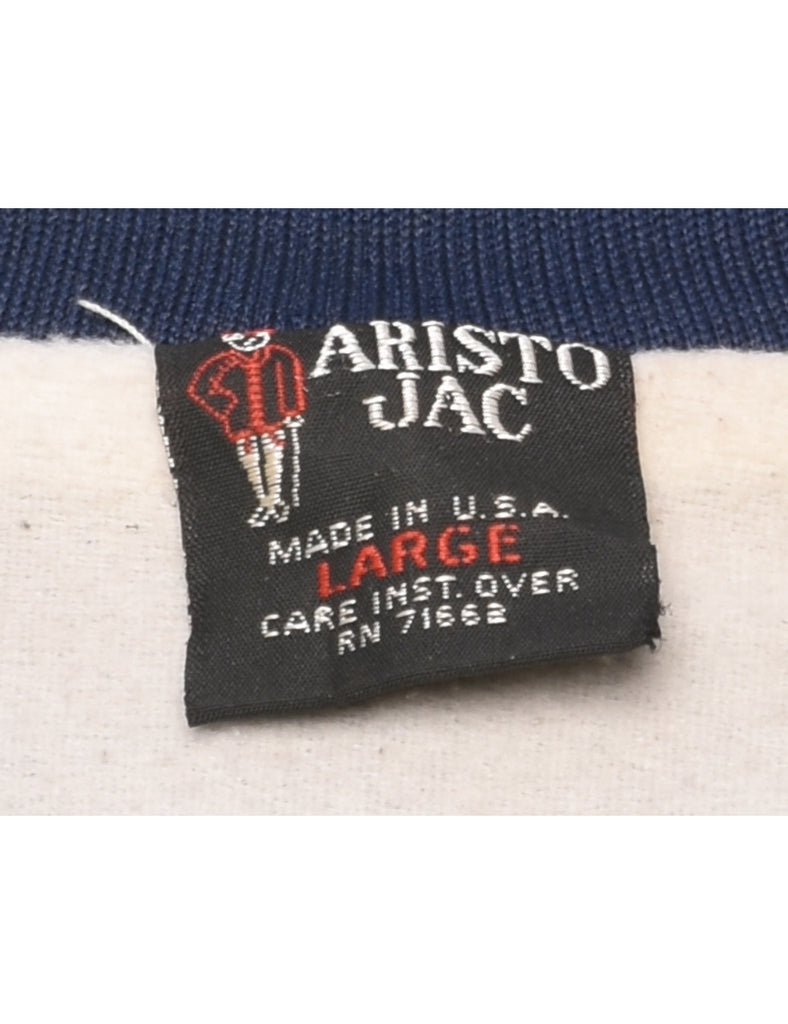 ARISTO
JAC
MADE IN U.S.A.
LARGE
CARE INST. OVER
RN 71662